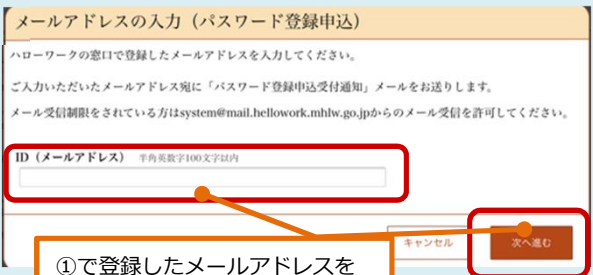 メールアドレスの入力（パスワード登録申込）
ハローワークの窓口で登録したメールアドレスを入力してください。
ご入力いただいたメールアドレス宛に「パスワード登録申込受付通知」メールをお送りします。
メール受信制限をされている方はsystem@mail.hellowork.mhlw.go.jpからのメール受信を許可してください。
ID（メールアドレス） 半角英数字100文字以内
キャンセル 次へ進む
①で登録したメールアドレスを